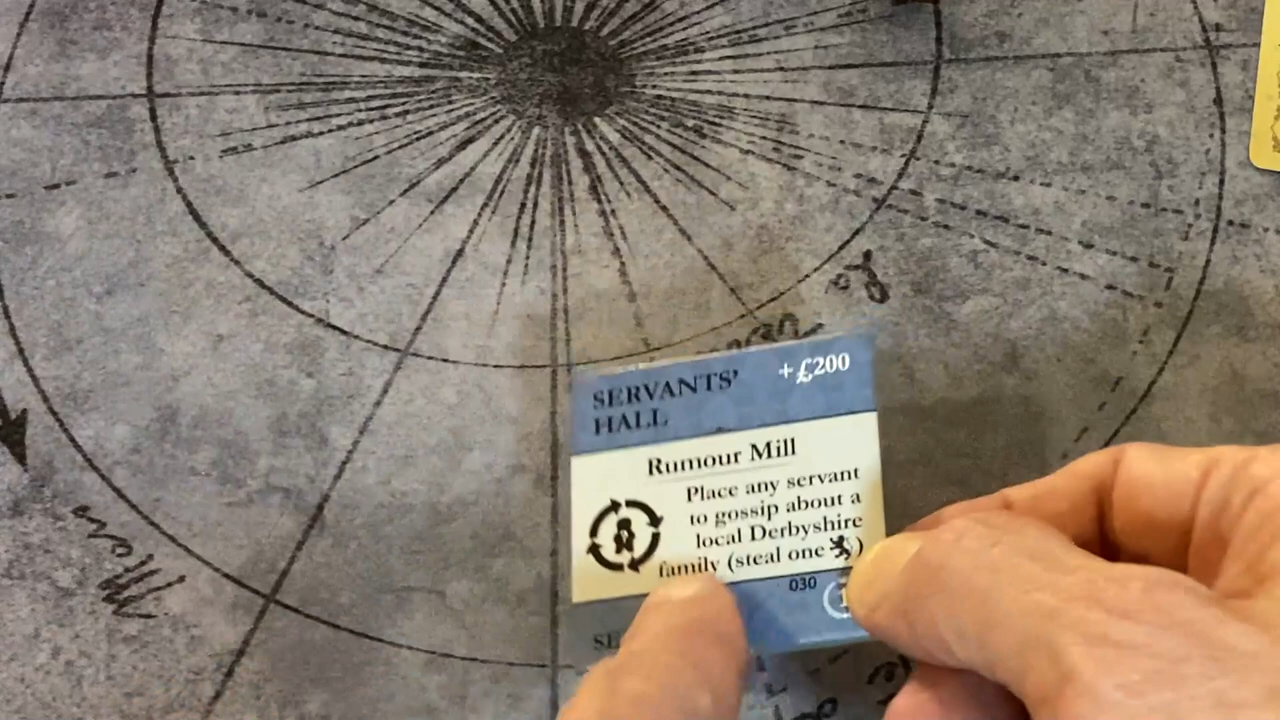 SERVANTS'
HALL
+£200
Rumour Mill
Place any servant
to gossip about a
local Derbyshire
family (steal one )
030